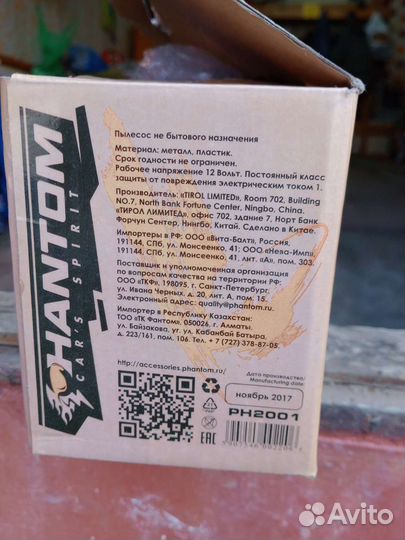 PHANTOM
CAR'S SPIRIT
Пылесос не бытового назначения
Материал: металл, пластик.
Срок годности не ограничен.
Рабочее напряжение 12 Вольт. Постоянный класс
защиты от повреждения электрическим током 1.
Производитель: «TIROL LIMITED», Room 702, Building
NO.7, North Bank Fortune Center, Ningbo, China.
«ТИРОЛ ЛИМИТЕД», офис 702, здание 7, Норт Банк
Форчун Сентер, Нингбо, Китай. Сделано в Китае.
Импортеры в РФ: ООО «Вита-Балт», Россия,
191144, СПб, ул. Моисеенко, 41; ООО «Нева-Имп»,
191144, СПб, ул. Моисеенко, 41, лит. «А», пом. 303.
Поставщик и уполномоченная организация
по вопросам качества на территории РФ:
ООО «ТКФ», 198095, г. Санкт-Петербург,
ул. Ивана Черных, д. 20, лит. А, пом. 15.
Электронный адрес: quality@phantom.ru
Импортер в Республику Казахстан:
ТОО «ТК Фантом», 050026, г. Алматы,
ул. Байзакова, уг. ул. Кабанбай Батыра,
д. 223/161, пом. 106. Тел. + 7 (727) 378-87-05.
http://accessories.phantom.ru/
Дата производства/
Manufacturing date:
ноябрь 2017
PH2001
EAC
Avito